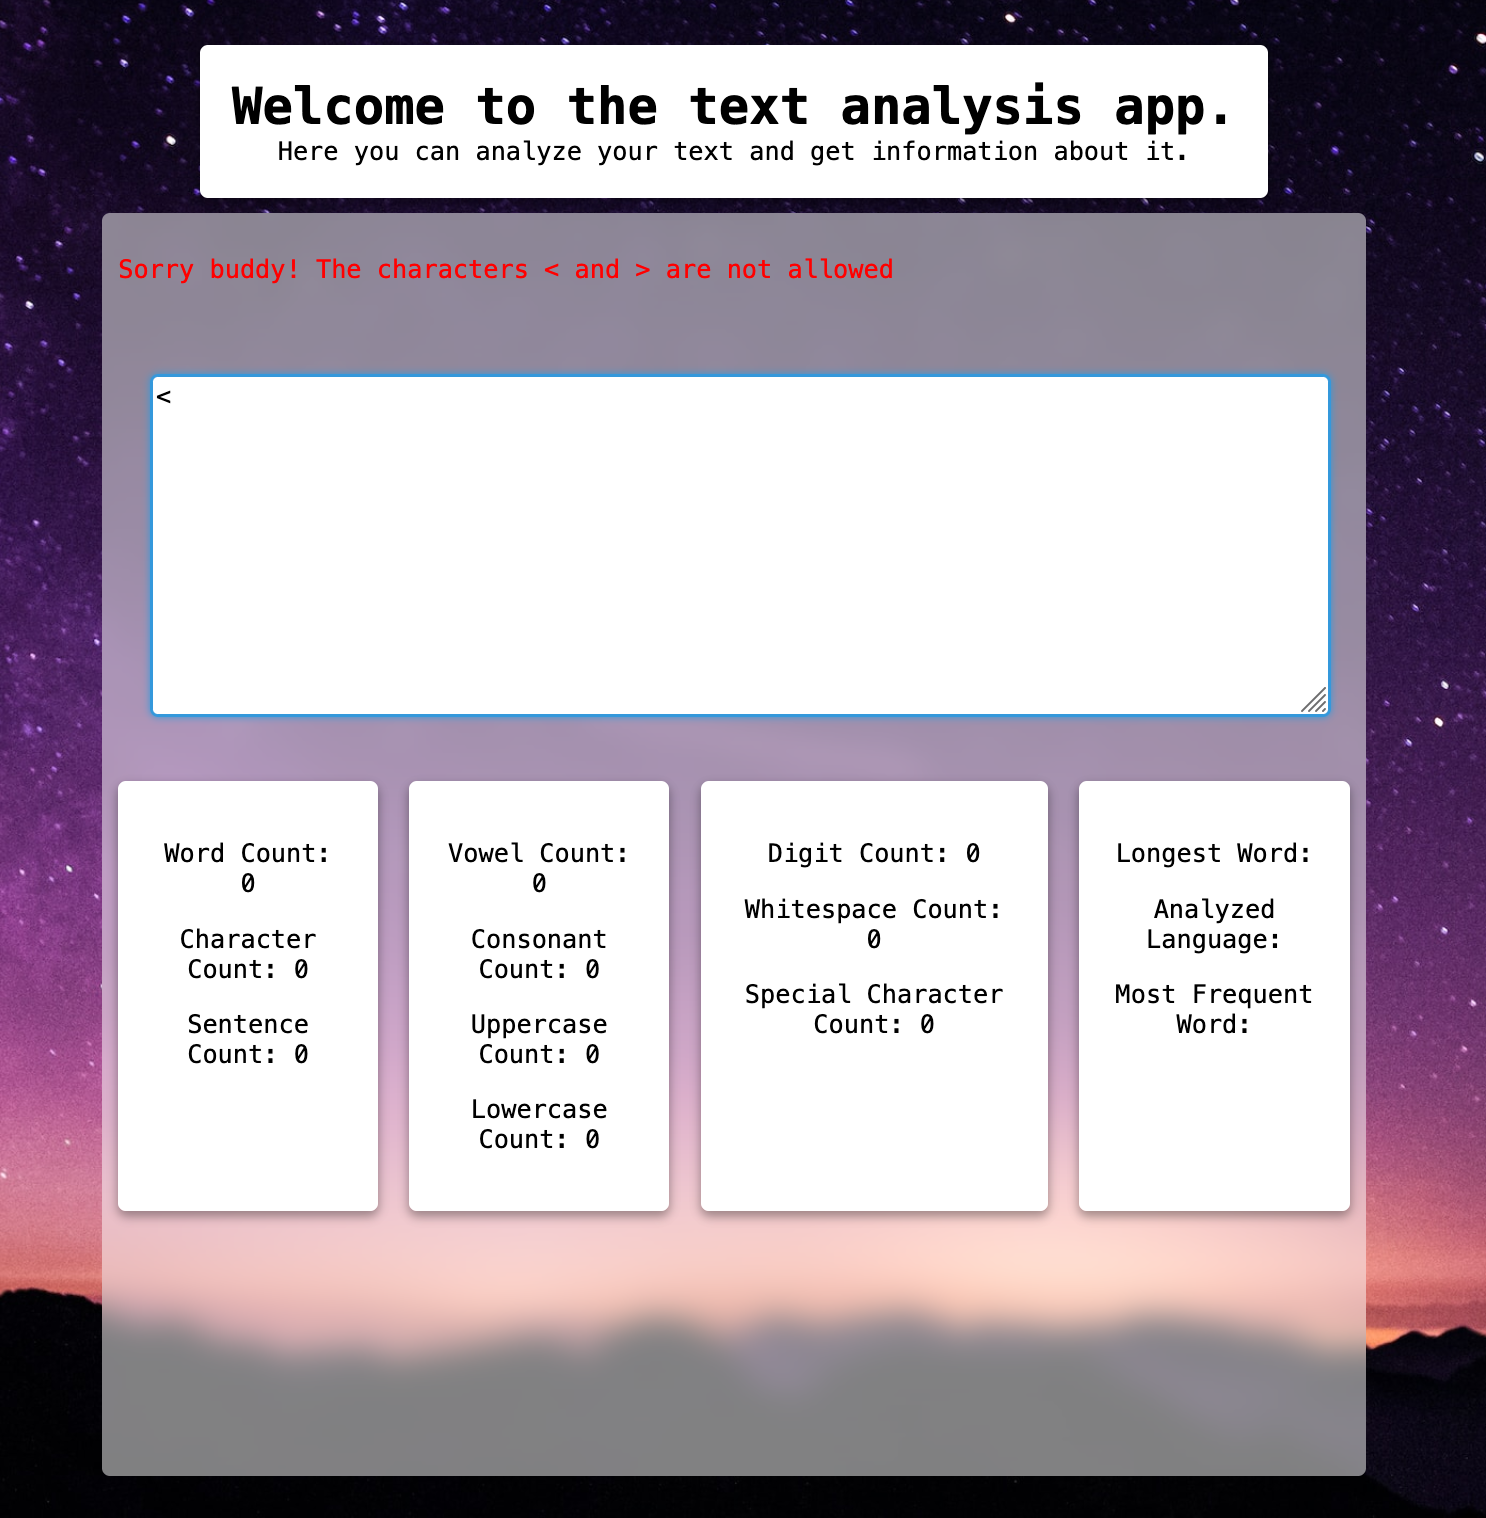 Welcome to the text analysis app.
Here you can analyze your text and get information about it.
Sorry buddy! The characters < and > are not allowed
<
Word Count:
0
Character
Count: 0
Sentence
Count: 0
Vowel Count:
0
Consonant
Count: 0
Uppercase
Count: 0
Lowercase
Count: 0
Digit Count: 0
Whitespace Count:
0
Special Character
Count: 0
Longest Word:
Analyzed
Language:
Most Frequent
Word: